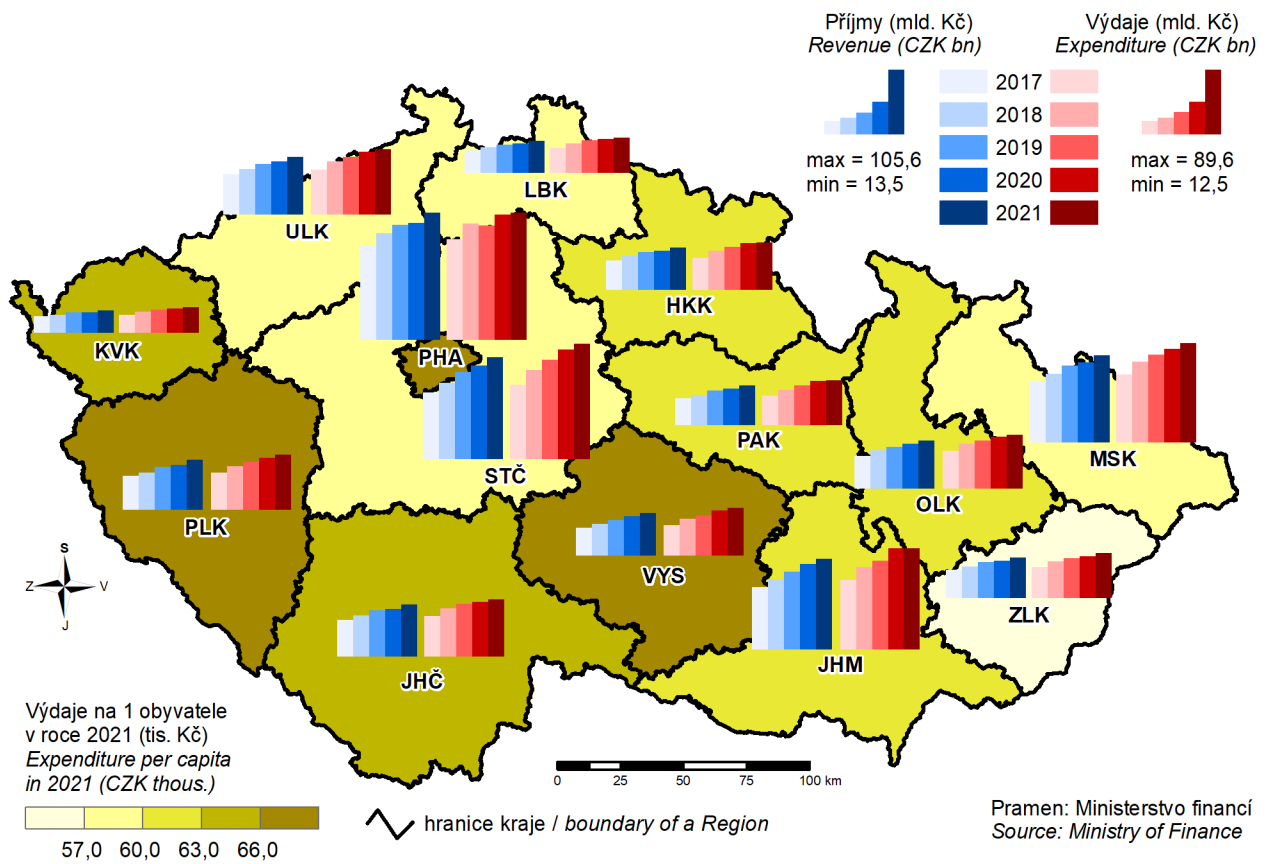 Příjmy (mld. Kč)
Revenue (CZK bn)
Výdaje (mld. Kč)
Expenditure (CZK bn)
2017
2018
2019
2020
2021
max = 105,6
min = 13,5
max = 89,6
min = 12,5
LBK
ULK
HKK
KVK
PHA
PAK
MSK
STČ
OLK
PLK
VYS
ZLK
JHM
JHČ
S
Z
V
J
Výdaje na 1 obyvatele
v roce 2021 (tis. Kč)
Expenditure per capita
in 2021 (CZK thous.)
57,0 60,0 63,0 66,0
hranice kraje / boundary of a Region
0 25 50 75 100 km
Pramen: Ministerstvo financí
Source: Ministry of Finance